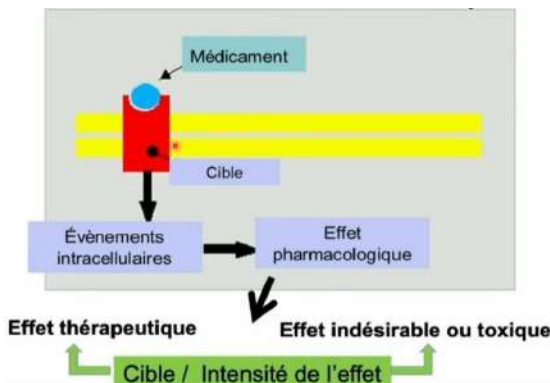 Médicament
Cible
Évènements
intracellulaires
Effet
pharmacologique
Effet thérapeutique
Effet indésirable ou toxique
Cible / Intensité de l'effet